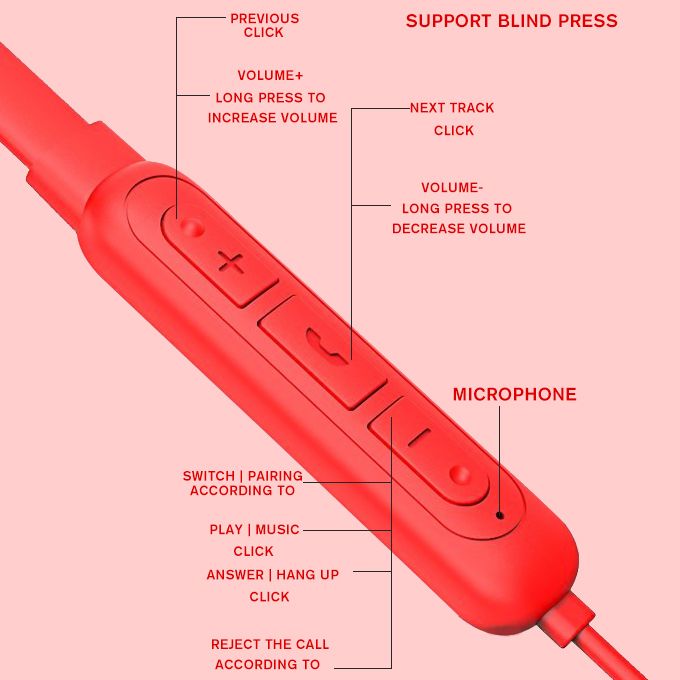 PREVIOUS
CLICK
SUPPORT BLIND PRESS
VOLUME+
LONG PRESS TO
INCREASE VOLUME
NEXT TRACK
CLICK
VOLUME-
LONG PRESS TO
DECREASE VOLUME
MICROPHONE
SWITCH | PAIRING
ACCORDING TO
PLAY | MUSIC
CLICK
ANSWER | HANG UP
CLICK
REJECT THE CALL
ACCORDING TO